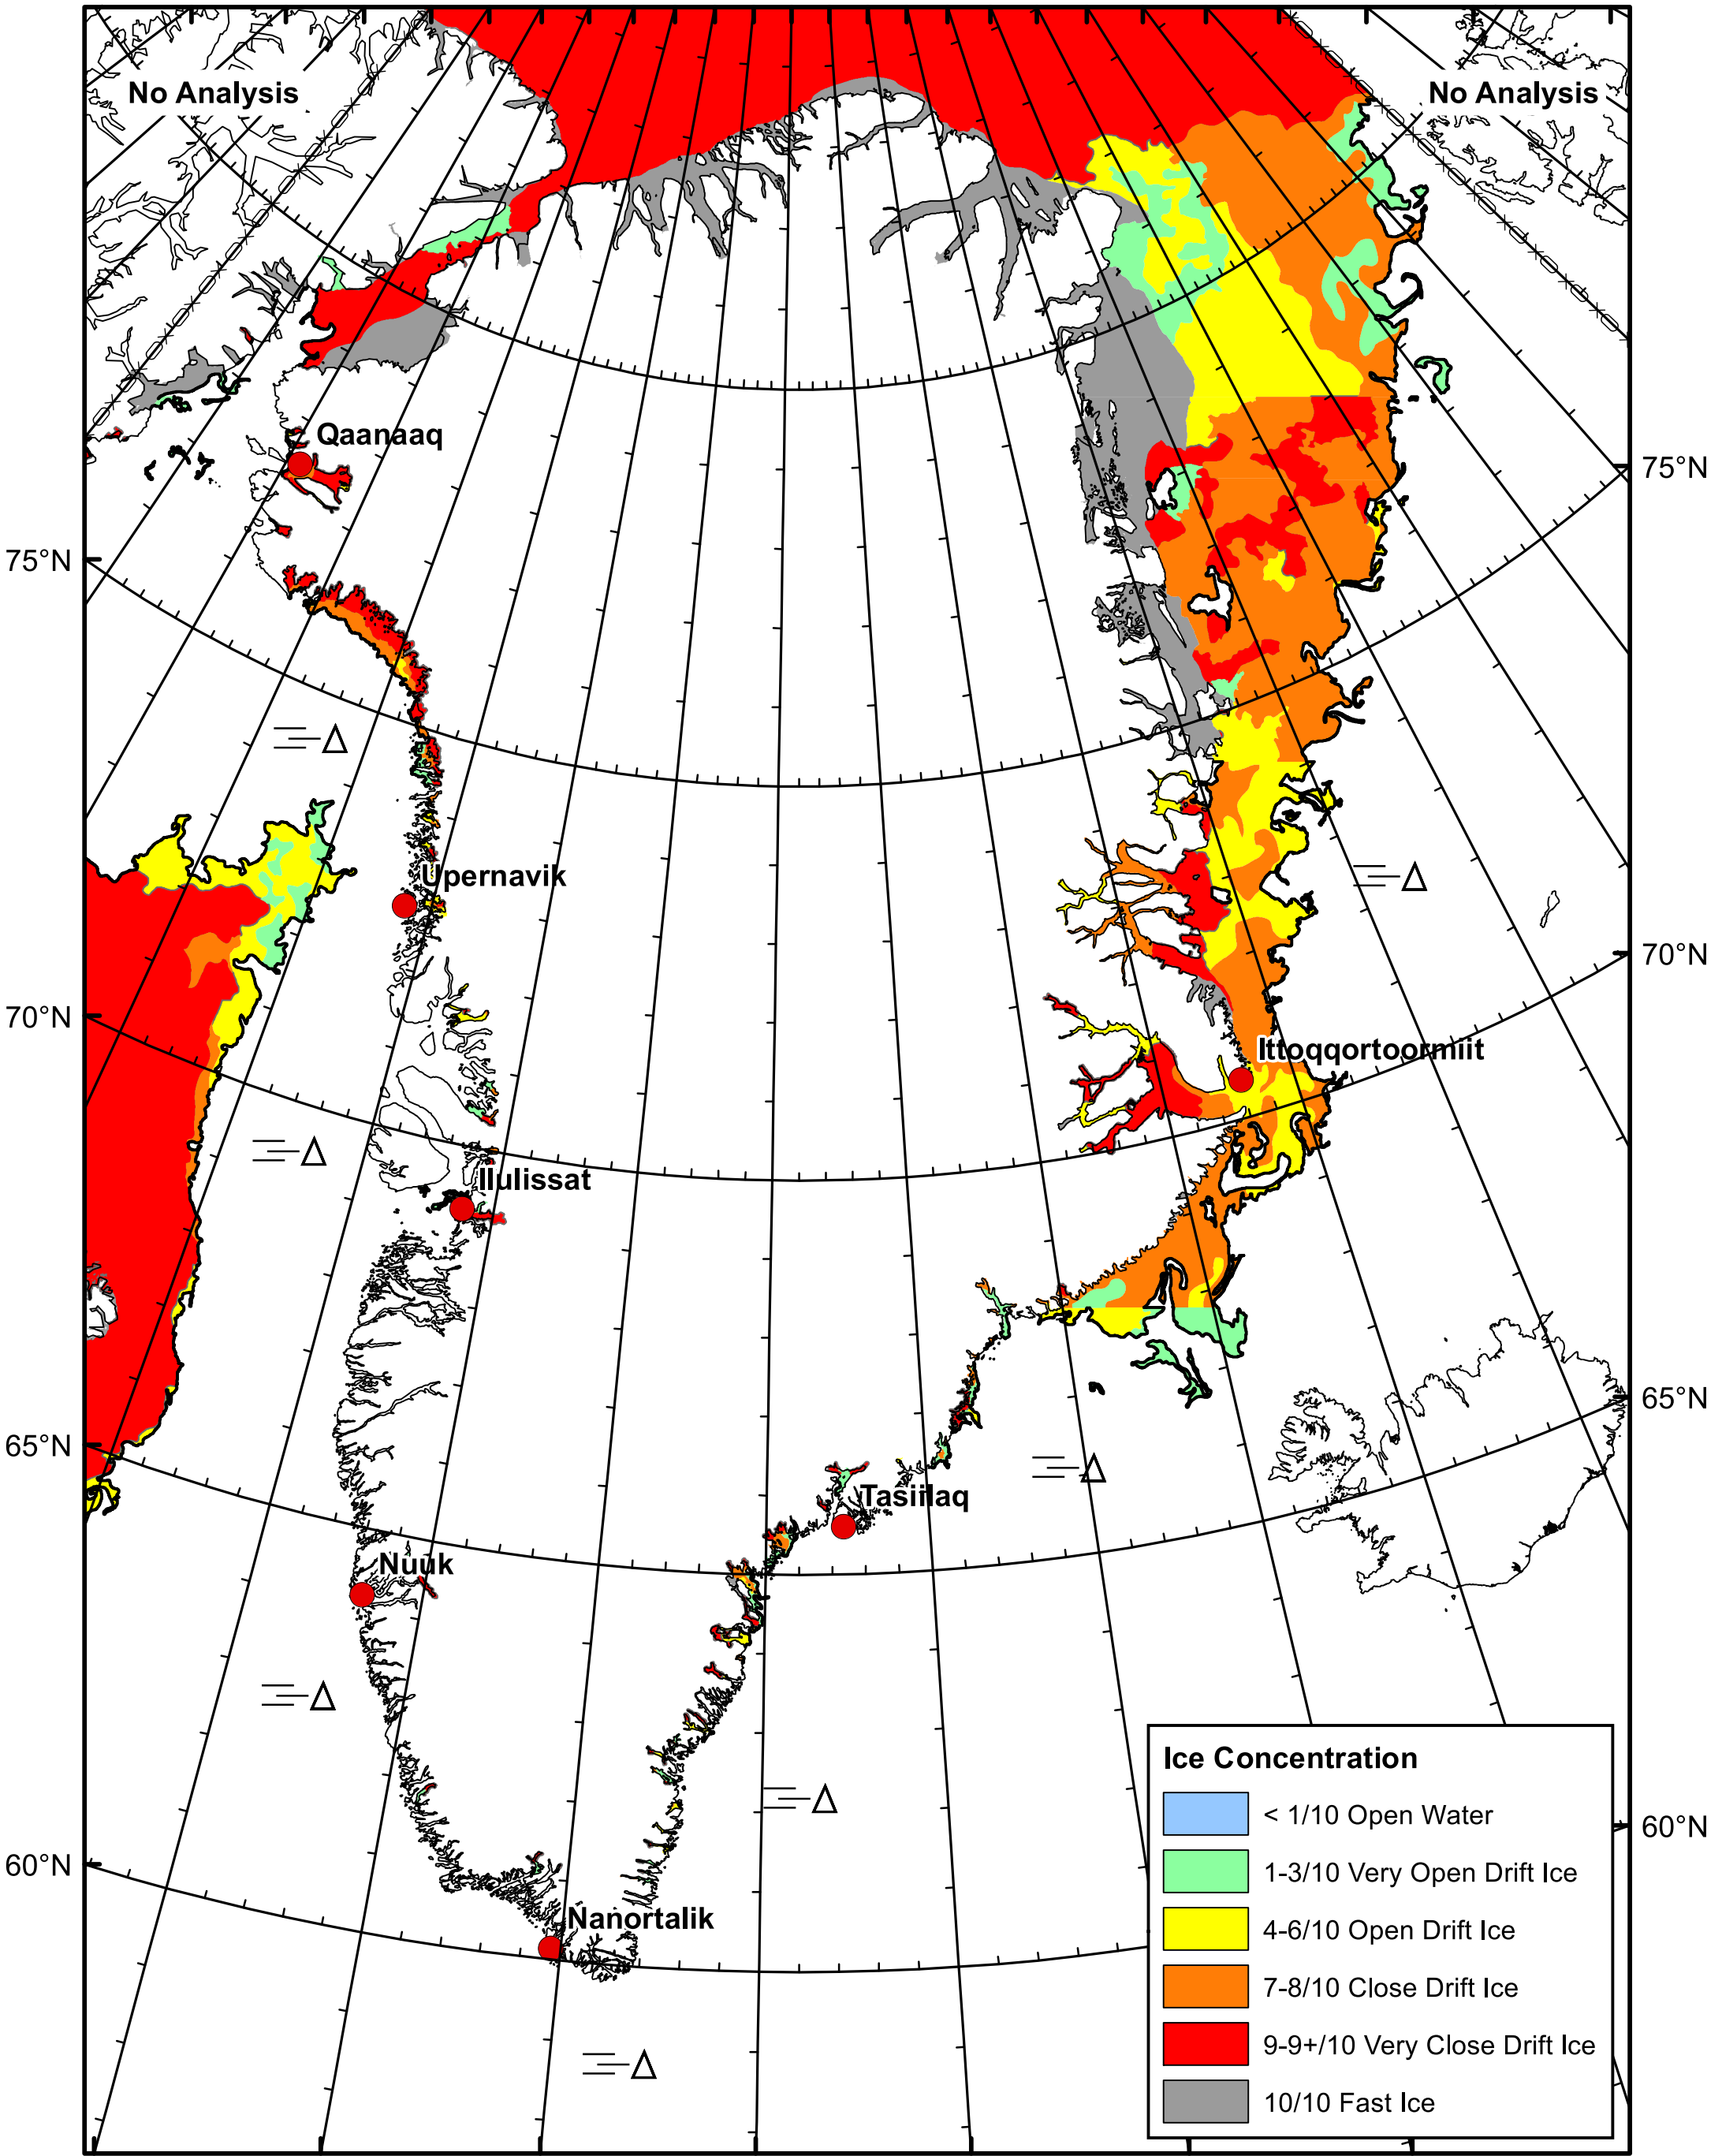 No Analysis
No Analysis
Qaanaaq
75°N
75°N
Upernavik
70°N
70°N
Ittoqqortoormiit
Ilulissat
65°N
65°N
Tasiilaq
Nuuk
60°N
60°N
Nanortalik
Ice Concentration
< 1/10 Open Water
1-3/10 Very Open Drift Ice
4-6/10 Open Drift Ice
7-8/10 Close Drift Ice
9-9+/10 Very Close Drift Ice
10/10 Fast Ice